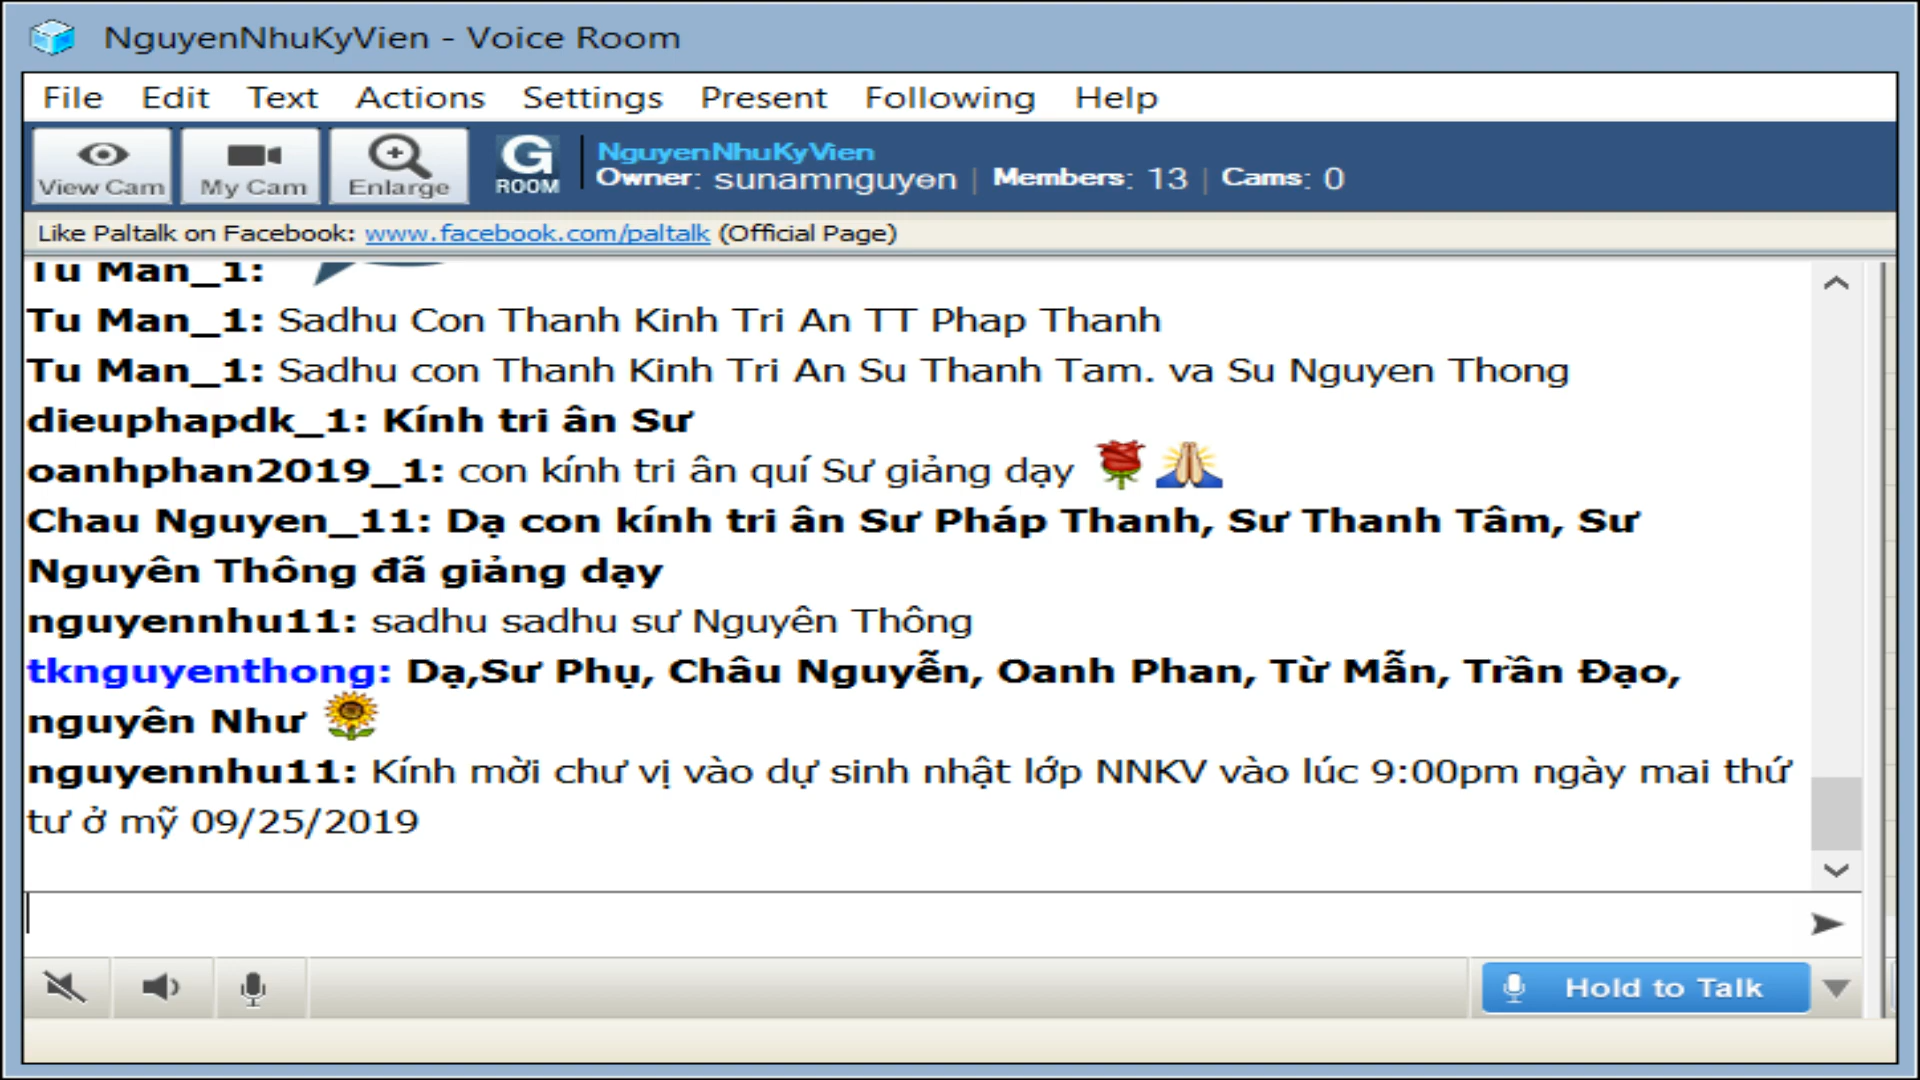 NguyenNhuKyVien - Voice Room
File Edit Text Actions Settings Present Following Help
View Cam My Cam Enlarge G ROOM
NguyenNhuKyVien
Owner: sunamnguyen | Members: 13 | Cams: 0
Like Paltalk on Facebook: www.facebook.com/paltalk (Official Page)
Tu Man_1:
Tu Man_1: Sadhu Con Thanh Kinh Tri An TT Phap Thanh
Tu Man_1: Sadhu con Thanh Kinh Tri An Su Thanh Tam. va Su Nguyen Thong
dieuphapdk_1: Kính tri ân Sư
oanhphan2019_1: con kính tri ân quí Sư giảng dạy
Chau Nguyen_11: Dạ con kính tri ân Sư Pháp Thanh, Sư Thanh Tâm, Sư
Nguyên Thông đã giảng dạy
nguyennhu11: sadhu sadhu sư Nguyên Thông
tknguyenthong: Dạ,Sư Phụ, Châu Nguyễn, Oanh Phan, Từ Mẫn, Trần Đạo,
nguyên Như
nguyennhu11: Kính mời chư vị vào dự sinh nhật lớp NNKV vào lúc 9:00pm ngày mai thứ
tư ở mỹ 09/25/2019
Hold to Talk